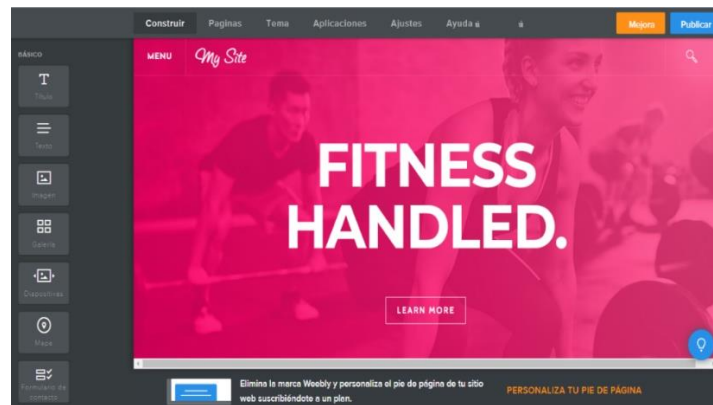 Construir Paginas Tema Aplicaciones Ajustes Ayuda Mejora Publicar
BÁSICO
MENU My Site
Título
Texto
Imagen
Galería
Diapositivas
Mapa
Formulario de
contacto
FITNESS
HANDLED.
LEARN MORE
Elimina la marca Weebly y personaliza el pie de página de tu sitio
web suscribiéndote a un plan.
PERSONALIZA TU PIE DE PÁGINA